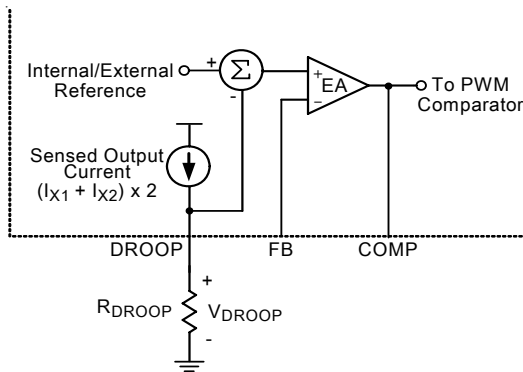 Internal/External
Reference
+
-
Σ
+
−
EA
To PWM
Comparator
Sensed Output
Current
(IX1 + IX2) x 2
DROOP
FB
COMP
+
RDROOP
VDROOP
-